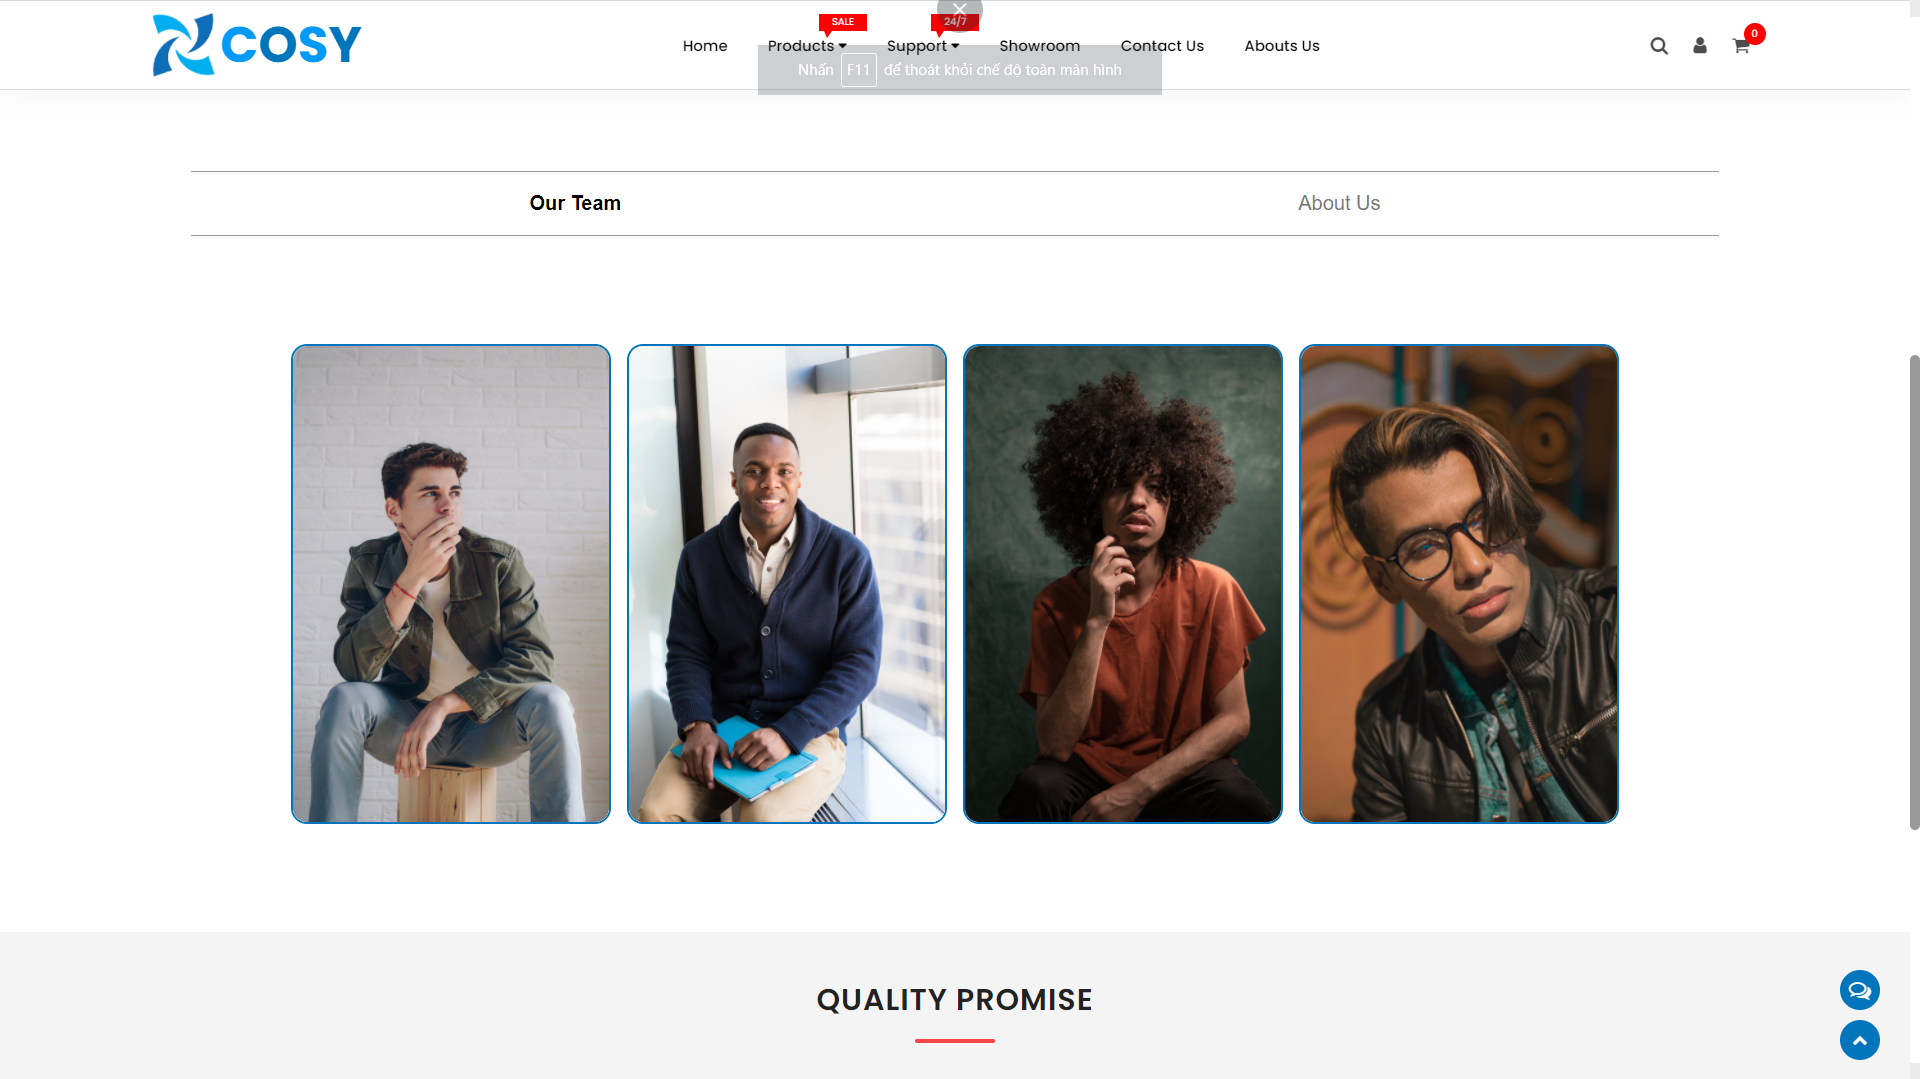 COSY
SALE
24/7
Home
Products
Support
Showroom
Contact Us
Abouts Us
0
Nhấn F11 để thoát khỏi chế độ toàn màn hình
Our Team
About Us
QUALITY PROMISE